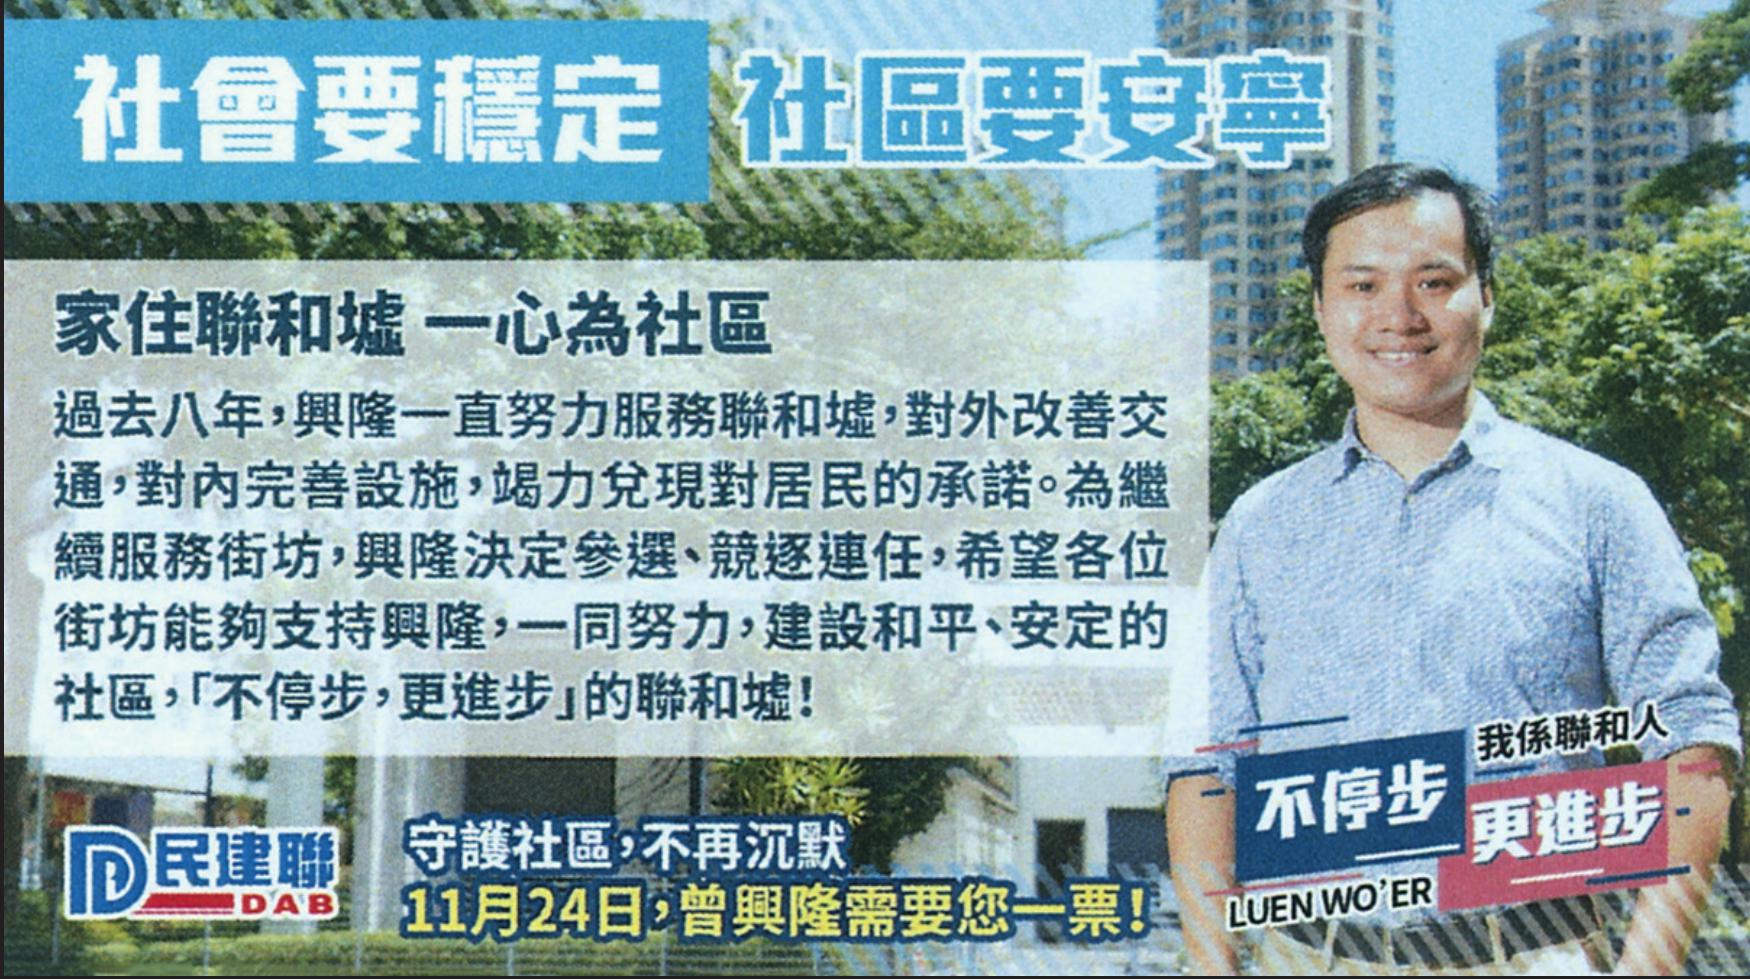 社會要穩定 社區要安寧
家住聯和墟 一心為社區
過去八年，興隆一直努力服務聯和墟，對外改善交
通，對內完善設施，竭力兌現對居民的承諾。為繼
續服務街坊，興隆決定參選、競逐連任，希望各位
街坊能夠支持興隆，一同努力，建設和平、安定的
社區，「不停步，更進步」的聯和墟！
我係聯和人
不停步
更進步
LUEN WO'ER
民建聯
DAB
守護社區，不再沉默
11月24日，曾興隆需要您一票！